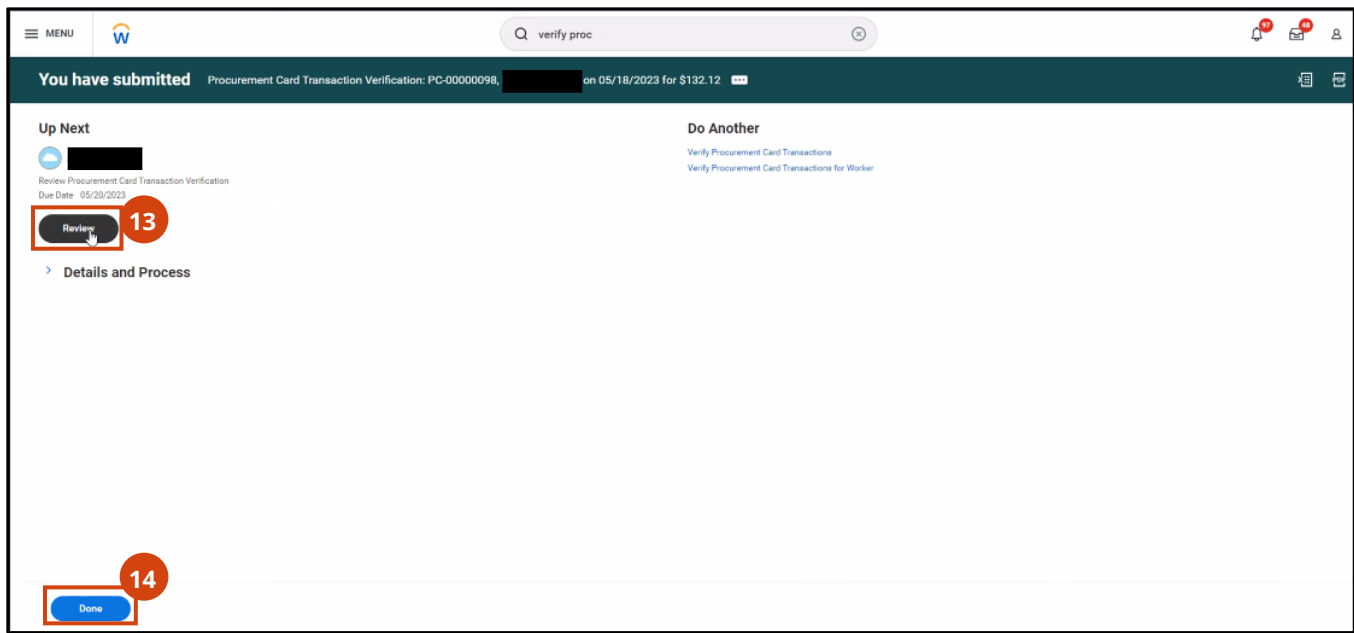 MENU
verify proc
97
48
You have submitted Procurement Card Transaction Verification: PC-00000098, on 05/18/2023 for $132.12
PDF
Up Next
Review Procurement Card Transaction Verification
Due Date 05/20/2023
Review
13
Details and Process
Do Another
Verify Procurement Card Transactions
Verify Procurement Card Transactions for Worker
14
Done